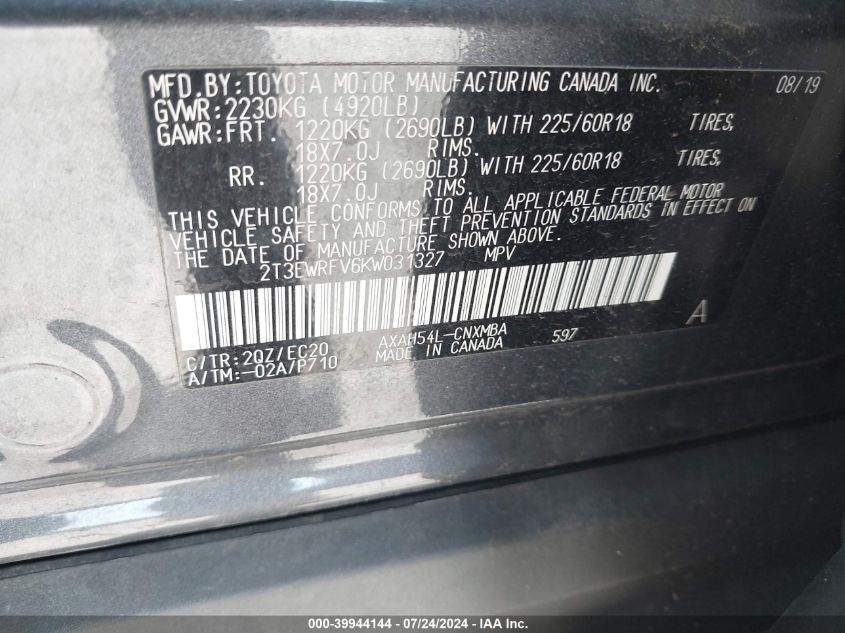 MFD.BY:TOYOTA MOTOR MANUFACTURING CANADA INC. 08/19
GVWR:2230KG (4920LB)
GAWR:FRT. 1220KG (2690LB) WITH 225/60R18 TIRES,
18X7.0J RIMS.
RR. 1220KG (2690LB) WITH 225/60R18 TIRES,
18X7.0J RIMS.
THIS VEHICLE CONFORMS TO ALL APPLICABLE FEDERAL MOTOR
VEHICLE SAFETY AND THEFT PREVENTION STANDARDS IN EFFECT ON
THE DATE OF MANUFACTURE SHOWN ABOVE.
2T3EWRFV6KW031327 MPV
C/TR:2QZ/EC20 AXAH54L-CNXMBA 597 A
A/TM:-02A/P710 MADE IN CANADA
000-39944144 / 07/24/2024 - IAA Inc.